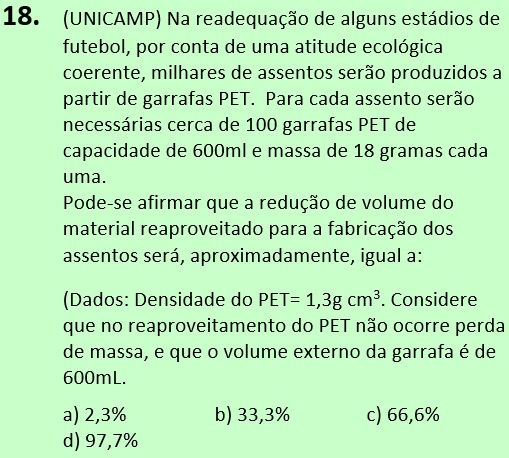 18. (UNICAMP) Na readequação de alguns estádios de
futebol, por conta de uma atitude ecológica
coerente, milhares de assentos serão produzidos a
partir de garrafas PET. Para cada assento serão
necessárias cerca de 100 garrafas PET de
capacidade de 600ml e massa de 18 gramas cada
uma.
Pode-se afirmar que a redução de volume do
material reaproveitado para a fabricação dos
assentos será, aproximadamente, igual a:
(Dados: Densidade do PET= 1,3g cm³. Considere
que no reaproveitamento do PET não ocorre perda
de massa, e que o volume externo da garrafa é de
600mL.
a) 2,3% b) 33,3% c) 66,6%
d) 97,7%